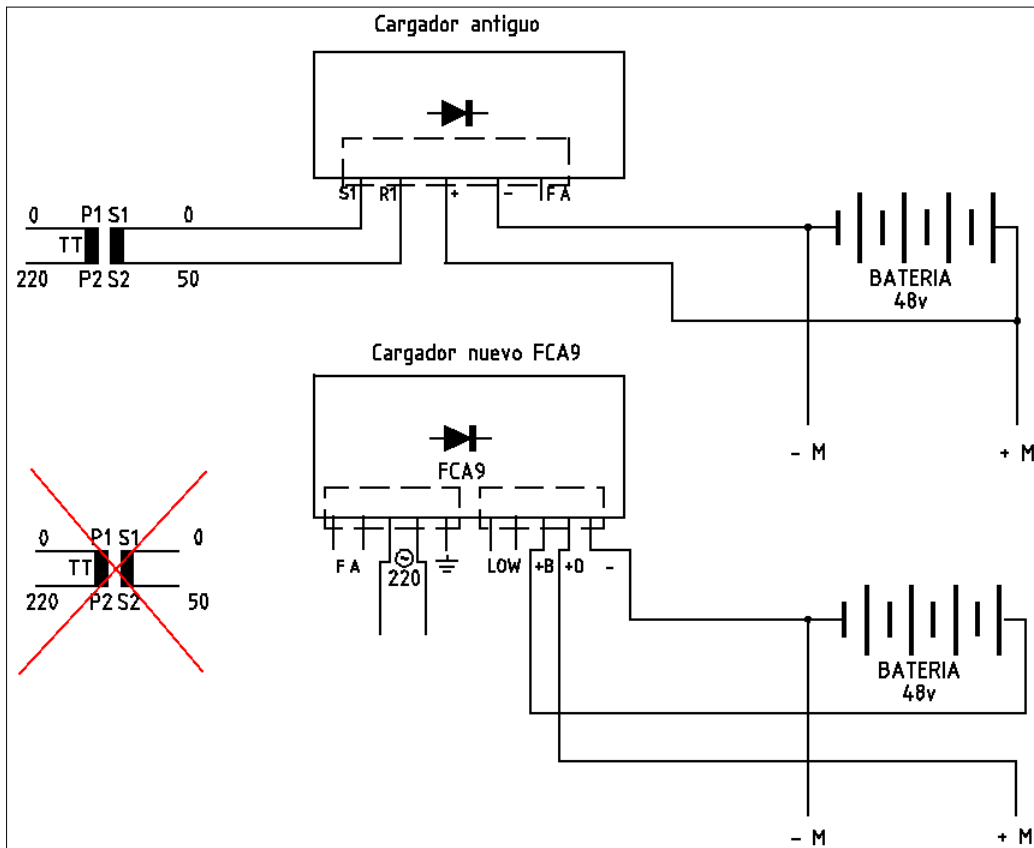 Cargador antiguo
S1 R1 + - FA
0 P1 S1 0
TT
220 P2 S2 50
BATERIA
48v
- M + M
Cargador nuevo FCA9
FCA9
FA 220 LOW +B +D -
0 P1 S1 0
TT
220 P2 S2 50
BATERIA
48v
- M + M